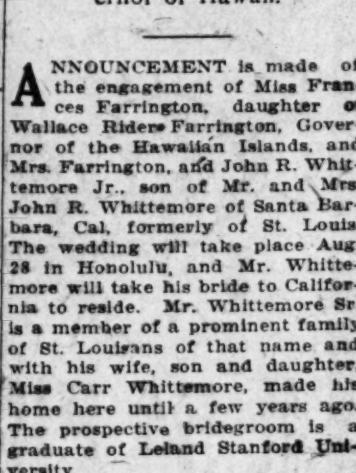 ernor of Hawaii.
ANNOUNCEMENT is made of
the engagement of Miss Fran-
ces Farrington, daughter o
Wallace Rider Farrington, Gover-
nor of the Hawaiian Islands, and
Mrs. Farrington, and John R. Whit-
temore Jr., son of Mr. and Mrs
John R. Whittemore of Santa Bar-
bara, Cal, formerly of St. Louis
The wedding will take place Aug
28 in Honolulu, and Mr. Whitte-
more will take his bride to Califor-
nia to reside. Mr. Whittemore Sr
is a member of a prominent family
of St. Louisans of that name and
with his wife, son and daughter,
Miss Carr Whittemore, made his
home here until a few years ago.
The prospective bridegroom is a
graduate of Leland Stanford Uni-
versity